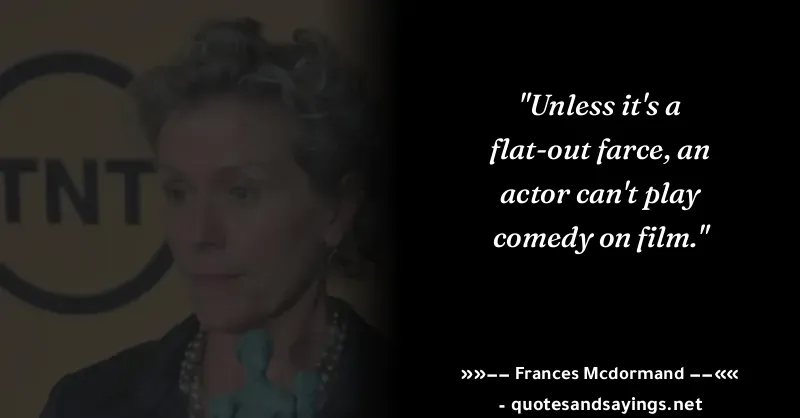 TNT
"Unless it's a
flat-out farce, an
actor can't play
comedy on film."
»»–– Frances Mcdormand ––««
- quotesandsayings.net